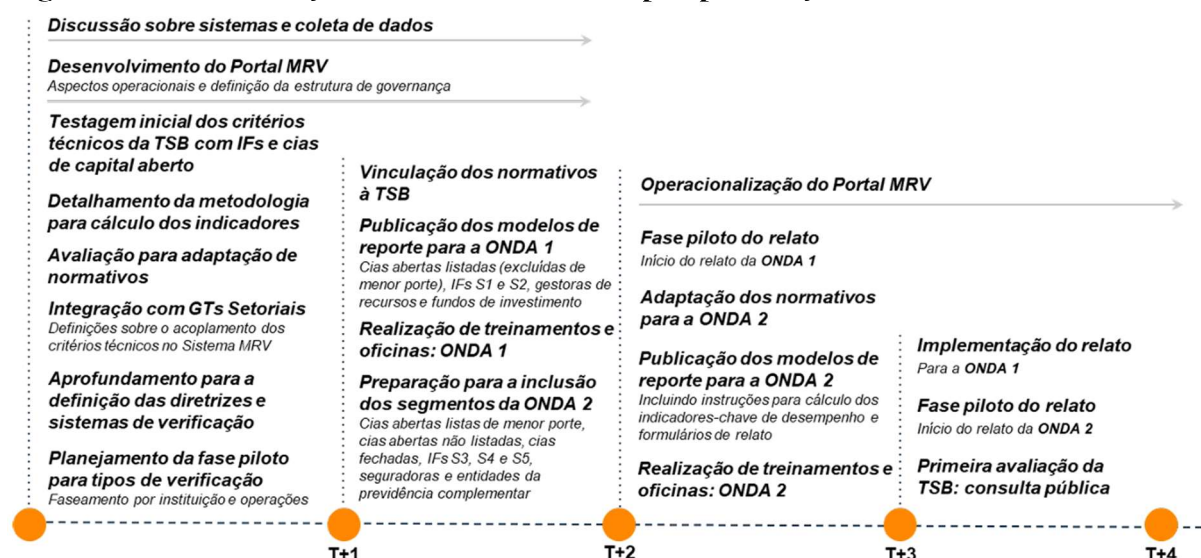 Discussão sobre sistemas e coleta de dados
Desenvolvimento do Portal MRV
Aspectos operacionais e definição da estrutura de governança
Testagem inicial dos critérios
técnicos da TSB com IFs e cias
de capital aberto
Detalhamento da metodologia
para cálculo dos indicadores
Avaliação para adaptação de
normativos
Integração com GTs Setoriais
Definições sobre o acoplamento dos
critérios técnicos no Sistema MRV
Aprofundamento para a
definição das diretrizes e
sistemas de verificação
Planejamento da fase piloto
para tipos de verificação
Faseamento por instituição e operações
Vinculação dos normativos
à TSB
Publicação dos modelos de
reporte para a ONDA 1
Cias abertas listadas (excluídas de
menor porte), IFs S1 e S2, gestoras de
recursos e fundos de investimento
Realização de treinamentos e
oficinas: ONDA 1
Preparação para a inclusão
dos segmentos da ONDA 2
Cias abertas listas de menor porte,
cias abertas não listadas, cias
fechadas, IFs S3, S4 e S5,
seguradoras e entidades da
previdência complementar
Operacionalização do Portal MRV
Fase piloto do relato
Início do relato da ONDA 1
Adaptação dos normativos
para a ONDA 2
Publicação dos modelos de
reporte para a ONDA 2
Incluindo instruções para cálculo dos
indicadores-chave de desempenho e
formulários de relato
Realização de treinamentos e
oficinas: ONDA 2
Implementação do relato
Para a ONDA 1
Fase piloto do relato
Início do relato da ONDA 2
Primeira avaliação da
TSB: consulta pública
T+1
T+2
T+3
T+4